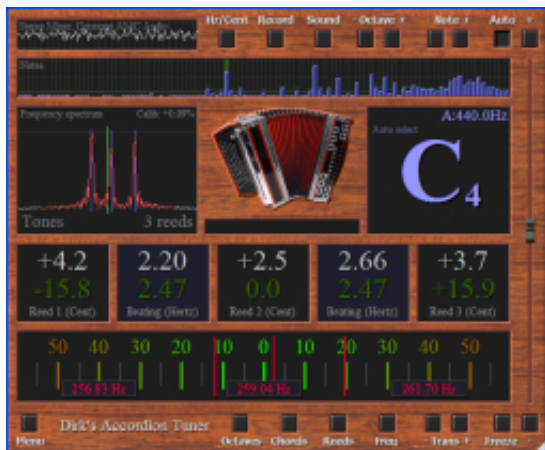 Hz/Cent Record Sound - Octave + - Note + Auto +
Notes
Frequency spectrum Calib: +0.09%
Tones 3 reeds
A:440.0Hz
Auto select
C4
+4.2 2.20 +2.5 2.66 +3.7
-15.8 2.47 0.0 2.47 +15.9
Reed 1 (Cent) Beating (Hertz) Reed 2 (Cent) Beating (Hertz) Reed 3 (Cent)
50 40 30 20 10 0 10 20 30 40 50
256.83 Hz 259.04 Hz 261.70 Hz
Dirk's Accordion Tuner
Menu Octaves Chords Reeds Freq - Trans + Freeze